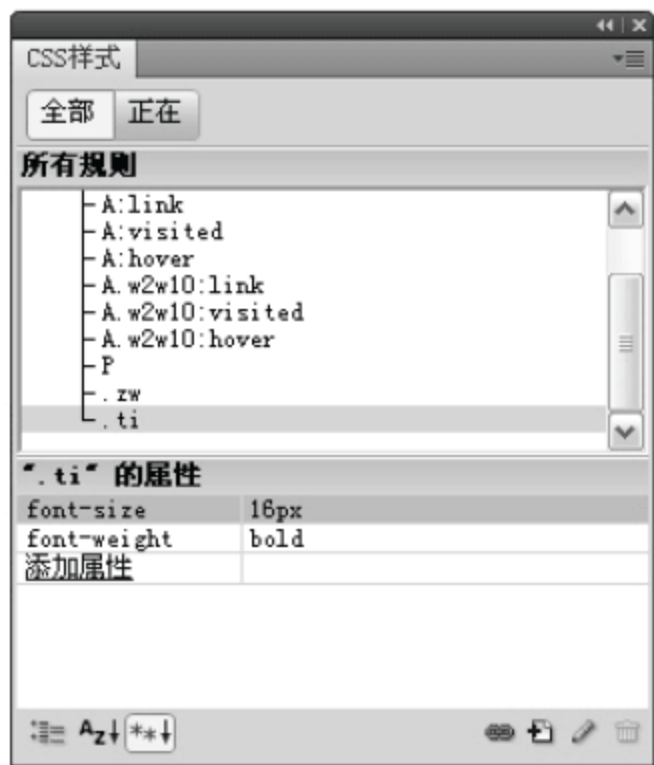 CSS样式
全部 正在
所有规则
A:link
A:visited
A:hover
A.w2w10:link
A.w2w10:visited
A.w2w10:hover
P
.zw
.ti
".ti" 的属性
font-size 16px
font-weight bold
添加属性
AZ↓ **↓